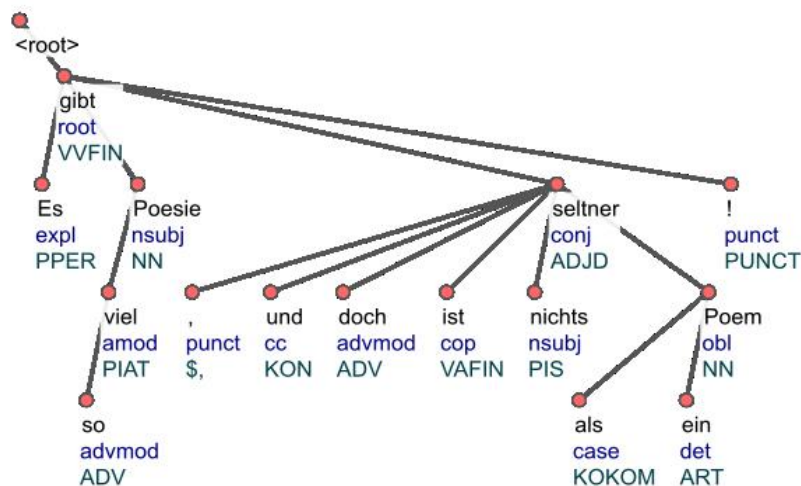 <root>
gibt
root
VVFIN
Es Poesie seltner !
expl nsubj conj punct
PPER NN ADJD PUNCT
viel , und doch ist nichts Poem
amod punct cc advmod cop nsubj obl
PIAT $, KON ADV VAFIN PIS NN
so als ein
advmod case det
ADV KOKOM ART